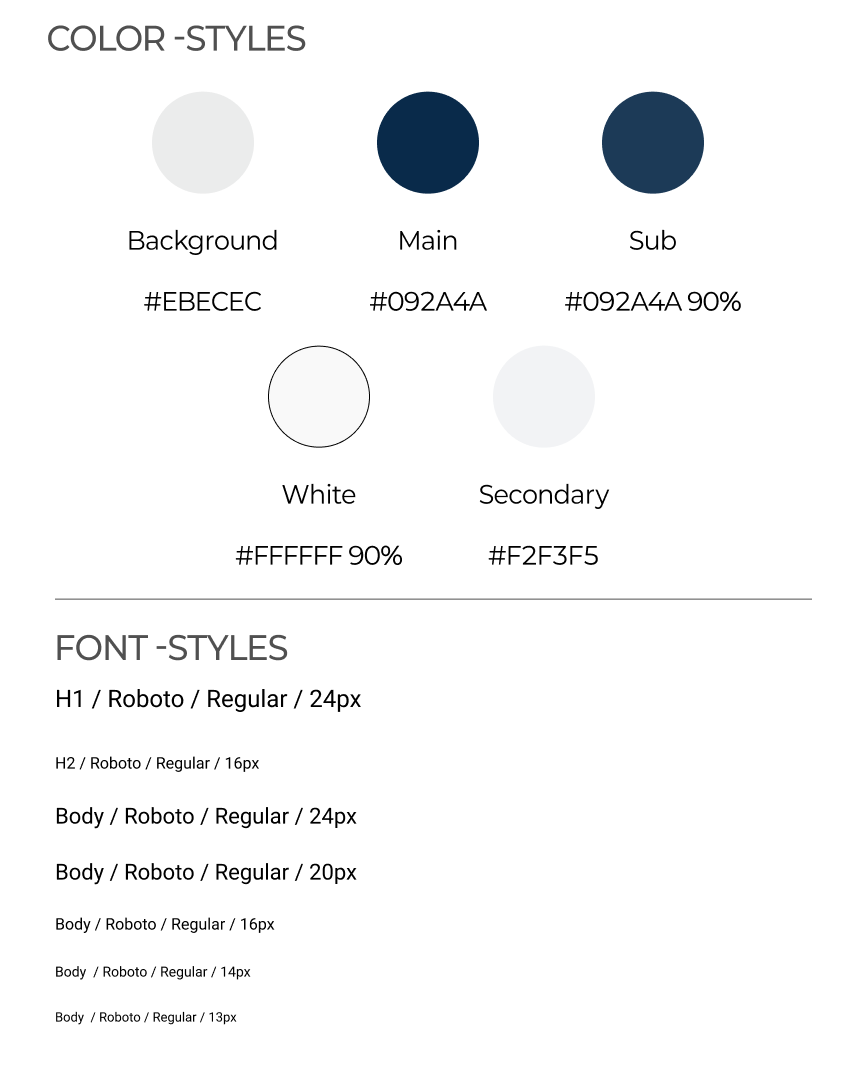 COLOR -STYLES
Background Main Sub
#EBECEC #092A4A #092A4A 90%
White Secondary
#FFFFFF 90% #F2F3F5
FONT -STYLES
H1 / Roboto / Regular / 24px
H2 / Roboto / Regular / 16px
Body / Roboto / Regular / 24px
Body / Roboto / Regular / 20px
Body / Roboto / Regular / 16px
Body  / Roboto / Regular / 14px
Body  / Roboto / Regular / 13px